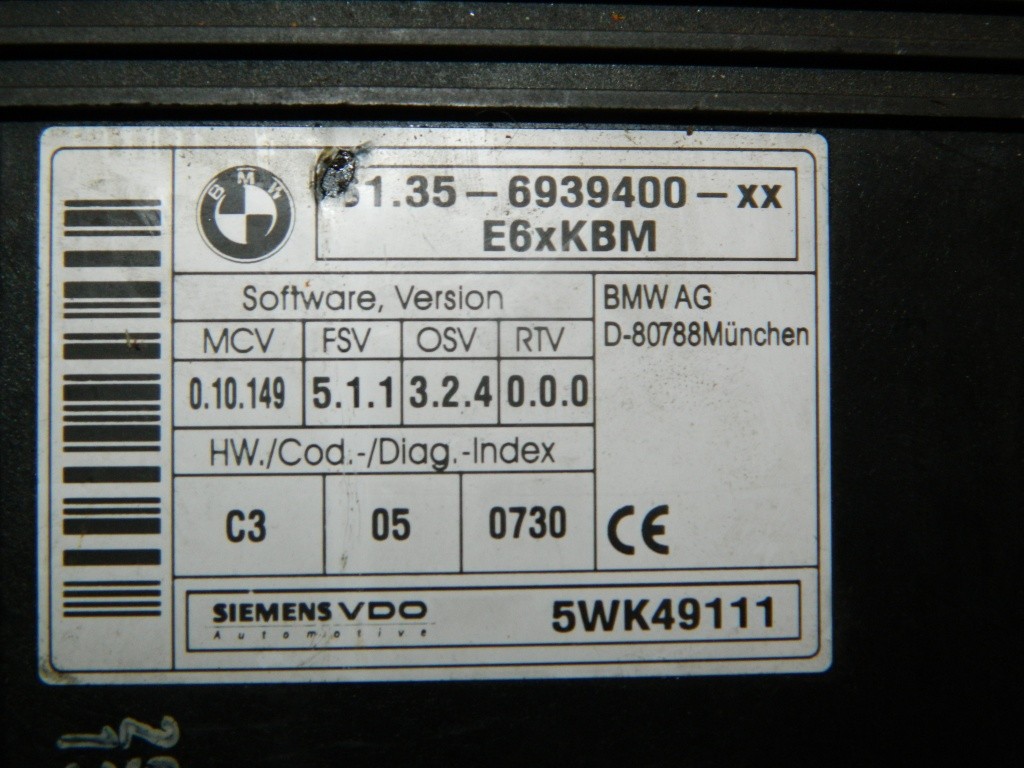 BMW
1.35-6939400-xx
E6xKBM
Software, Version
MCV FSV OSV RTV
0.10.149 5.1.1 3.2.4 0.0.0
HW./Cod.-/Diag.-Index
C3 05 0730
BMW AG
D-80788München
CE
SIEMENS VDO
Automotive
5WK49111